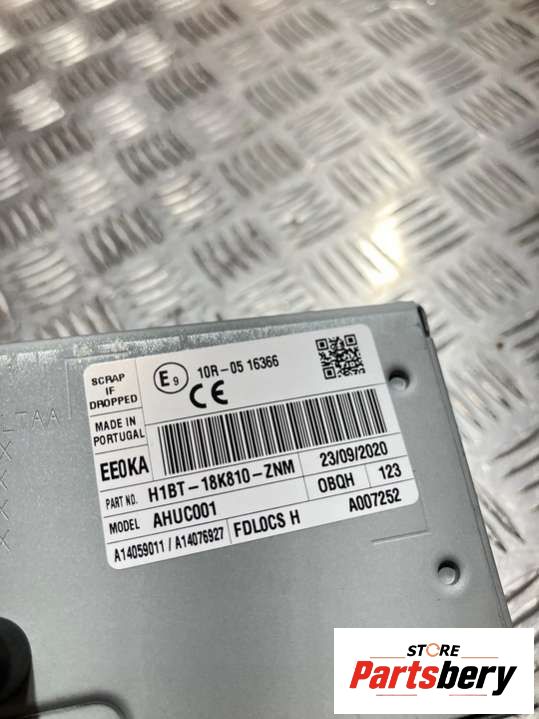 SCRAP
IF
DROPPED
E9 10R-05 16366
CE
MADE IN
PORTUGAL
EE0KA
23/09/2020
PART NO. H1BT-18K810-ZNM
0BQH 123
MODEL AHUC001
A14059011 / A14076927
FDLOCS H
A007252
STORE
Partsbery